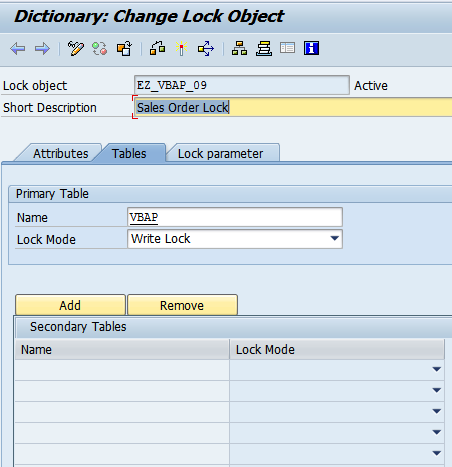 Dictionary: Change Lock Object
Lock object EZ_VBAP_09 Active
Short Description Sales Order Lock
Attributes Tables Lock parameter
Primary Table
Name VBAP
Lock Mode Write Lock
Add Remove
Secondary Tables
Name Lock Mode